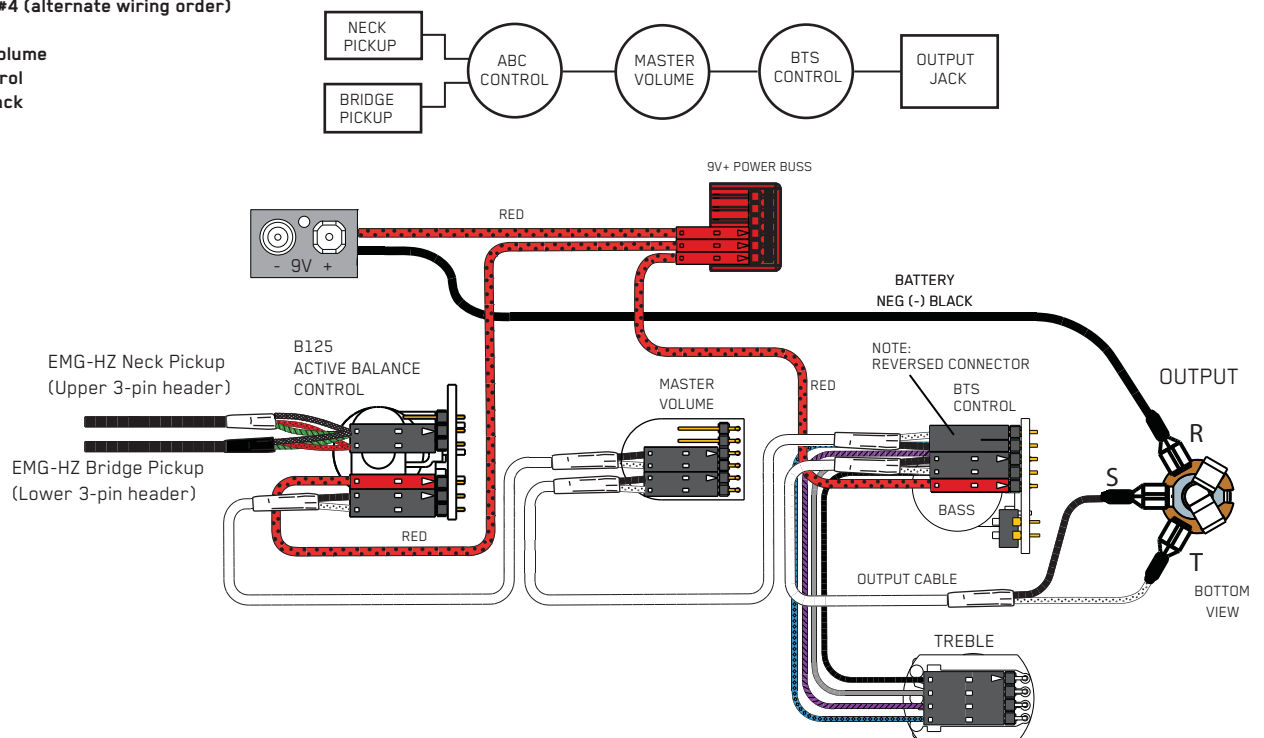 #4 (alternate wiring order)
NECK
PICKUP
BRIDGE
PICKUP
ABC
CONTROL
MASTER
VOLUME
BTS
CONTROL
OUTPUT
JACK
9V+ POWER BUSS
RED
- 9V +
BATTERY
NEG (-) BLACK
B125
ACTIVE BALANCE
CONTROL
EMG-HZ Neck Pickup
(Upper 3-pin header)
EMG-HZ Bridge Pickup
(Lower 3-pin header)
RED
MASTER
VOLUME
RED
NOTE:
REVERSED CONNECTOR
BTS
CONTROL
BASS
OUTPUT
R
S
T
BOTTOM
VIEW
OUTPUT CABLE
TREBLE